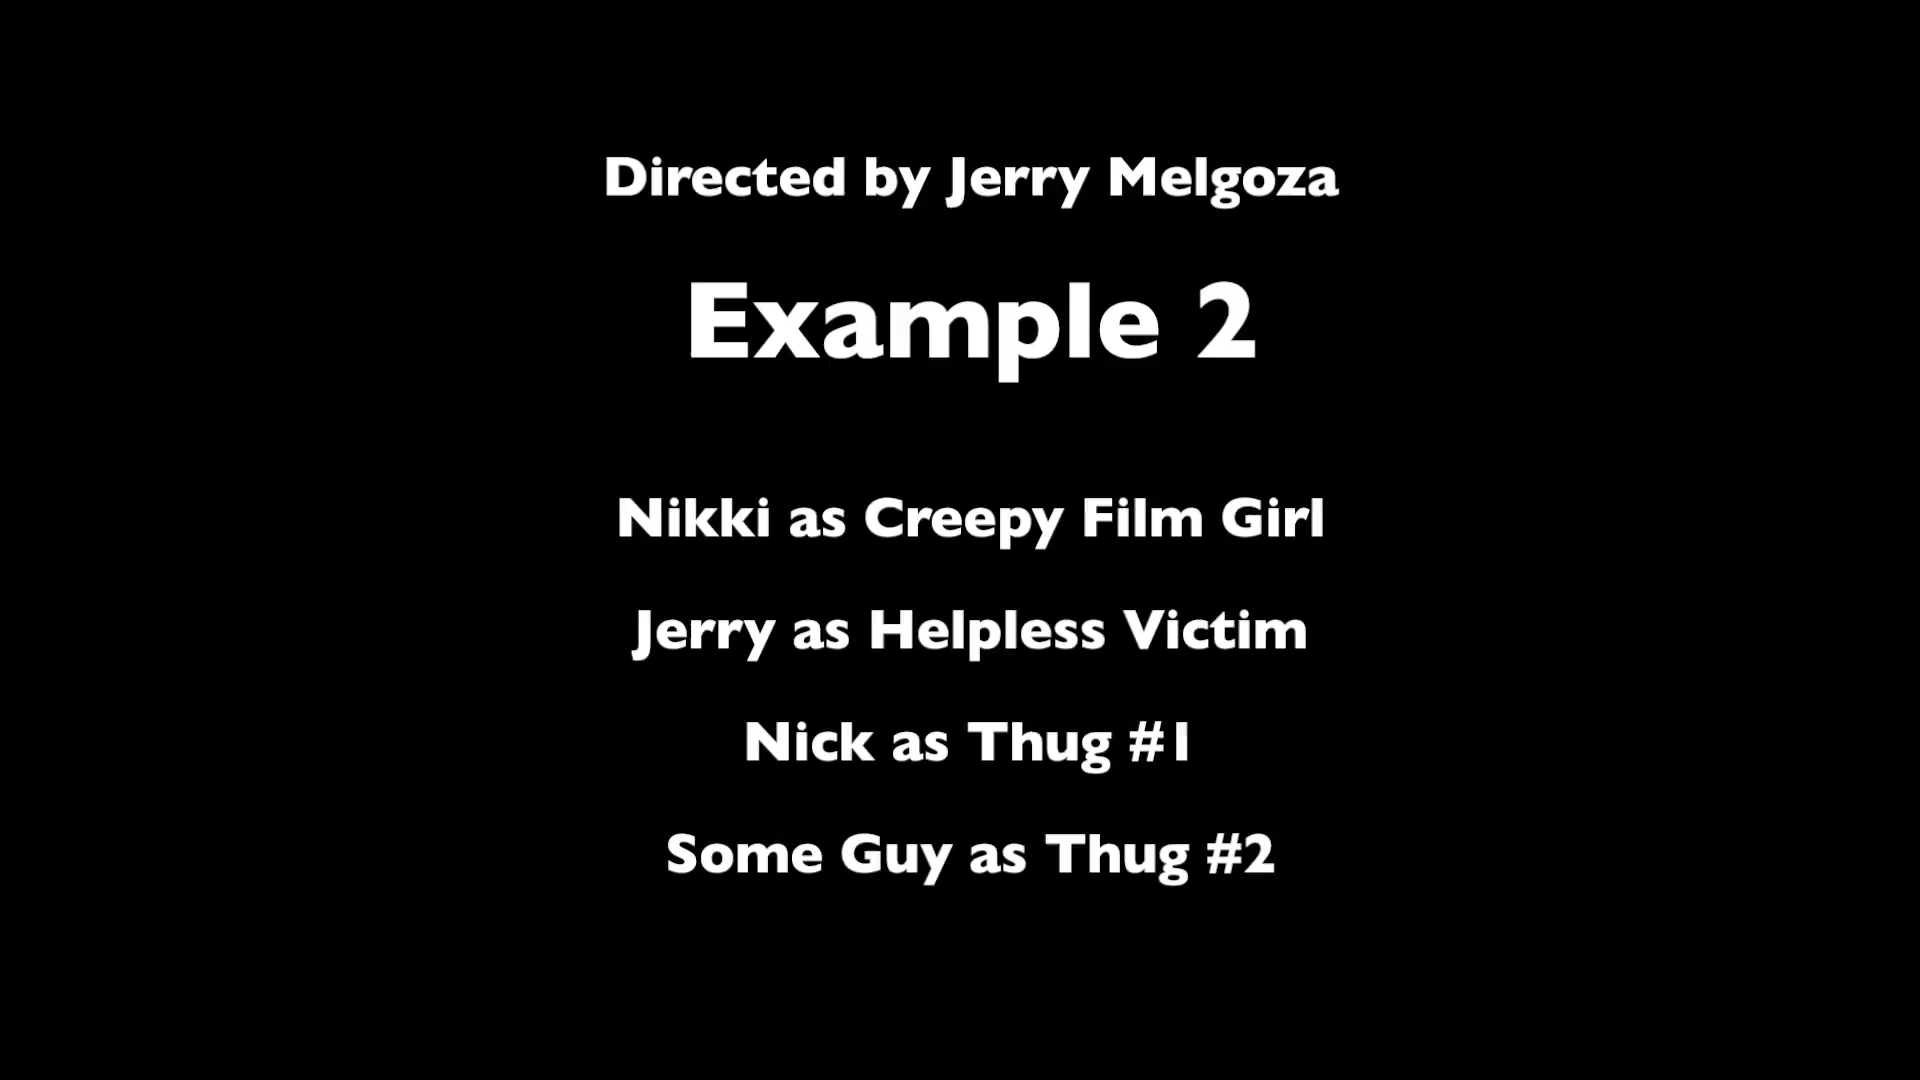 Directed by Jerry Melgoza
Example 2
Nikki as Creepy Film Girl
Jerry as Helpless Victim
Nick as Thug #1
Some Guy as Thug #2